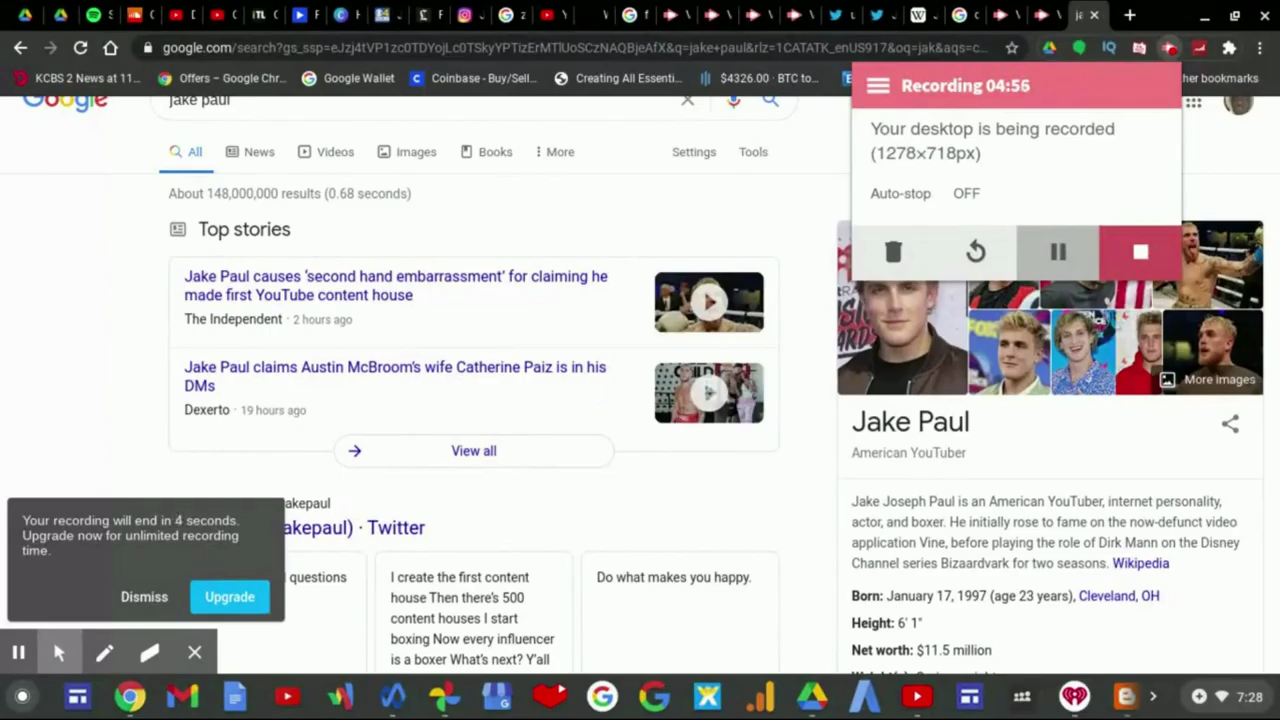 google.com/search?gs_ssp=eJzj4tVP1zc0TDYojLc0TSkyYPTizErMTlUoSCzNAQBjeAfX&q=jake+paul&rlz=1CATATK_enUS917&oq=jak&aqs=c...
KCBS 2 News at 11...
Offers – Google Chr...
Google Wallet
Coinbase - Buy/Sell...
Creating All Essenti...
$4326.00 · BTC to...
her bookmarks
Google
jake paul
Recording 04:56
Your desktop is being recorded
(1278×718px)
Auto-stop OFF
All
News
Videos
Images
Books
More
Settings
Tools
About 148,000,000 results (0.68 seconds)
Top stories
Jake Paul causes ‘second hand embarrassment’ for claiming he
made first YouTube content house
The Independent · 2 hours ago
Jake Paul claims Austin McBroom’s wife Catherine Paiz is in his
DMs
Dexerto · 19 hours ago
View all
More images
Jake Paul
American YouTuber
Jake Joseph Paul is an American YouTuber, internet personality,
actor, and boxer. He initially rose to fame on the now-defunct video
application Vine, before playing the role of Dirk Mann on the Disney
Channel series Bizaardvark for two seasons. Wikipedia
Born: January 17, 1997 (age 23 years), Cleveland, OH
Height: 6' 1"
Net worth: $11.5 million
akepaul
akepaul) · Twitter
questions
I create the first content
house Then there’s 500
content houses I start
boxing Now every influencer
is a boxer What’s next? Y’all
Do what makes you happy.
Your recording will end in 4 seconds.
Upgrade now for unlimited recording
time.
Dismiss
Upgrade
7:28